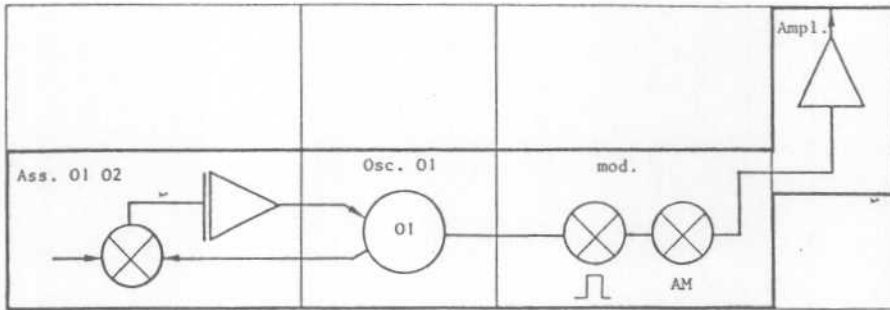 Ampl.
Ass. O1 O2
Osc. O1
mod.
O1
AM